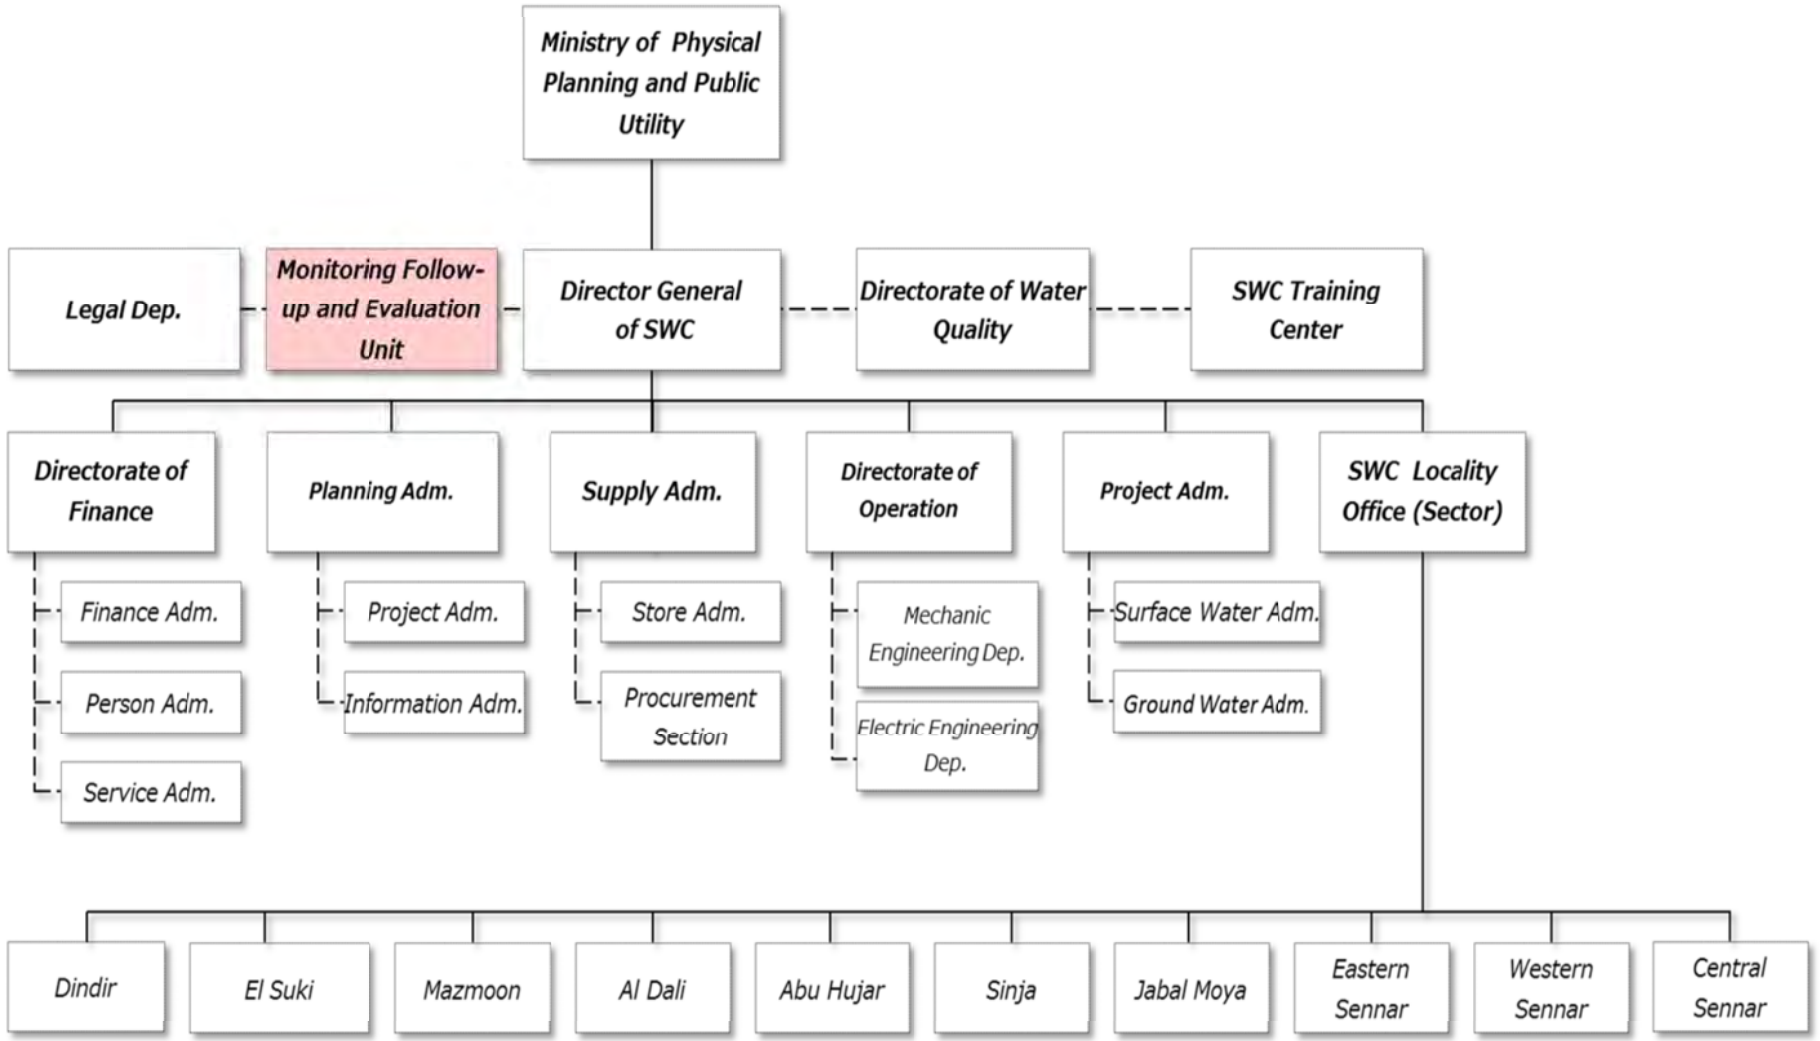 Ministry of Physical
Planning and Public
Utility
Legal Dep.
Monitoring Follow-
up and Evaluation
Unit
Director General
of SWC
Directorate of Water
Quality
SWC Training
Center
Directorate of
Finance
Planning Adm.
Supply Adm.
Directorate of
Operation
Project Adm.
SWC Locality
Office (Sector)
Finance Adm.
Person Adm.
Service Adm.
Project Adm.
Information Adm.
Store Adm.
Procurement
Section
Mechanic
Engineering Dep.
Electric Engineering
Dep.
Surface Water Adm.
Ground Water Adm.
Dindir
El Suki
Mazmoon
Al Dali
Abu Hujar
Sinja
Jabal Moya
Eastern
Sennar
Western
Sennar
Central
Sennar